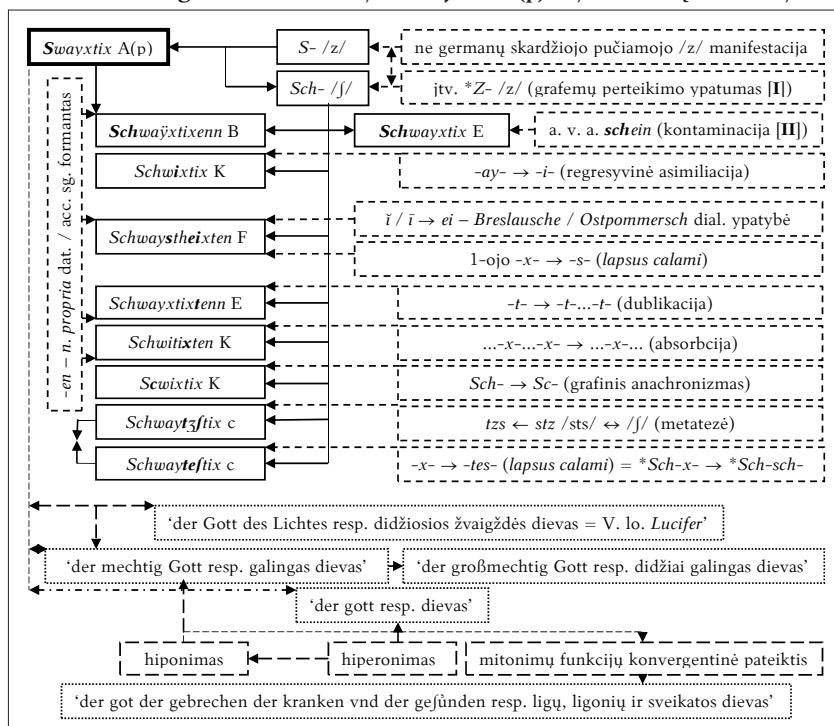 Swayxtix A(p)
S- /z/
ne germanų skardžiojo pučiamojo /z/ manifestacija
Sch- /ʃ/
įtv. *Z- /z/ (grafemų perteikimo ypatumas [I])
-en – n. propria dat. / acc. sg. formantas
Schwaÿxtixenn B
Schwayxtix E
a. v. a. schein (kontaminacija [II])
Schwixtix K
-ay- → -i- (regresyvinė asimiliacija)
Schwaystheixten F
ĭ / ī → ei – Breslausche / Ostpommersch dial. ypatybė
1-ojo -x- → -s- (lapsus calami)
Schwayxtixtenn E
-t- → -t-...-t- (dublikacija)
Schwitixten K
...-x-...-x- → ...-x-... (absorbcija)
Scwixtix K
Sch- → Sc- (grafinis anachronizmas)
Schwaytʒſtix c
tzs ← stz /sts/ ↔ /ʃ/ (metatezė)
Schwayteſtix c
-x- → -tes- (lapsus calami) = *Sch-x- → *Sch-sch-
‘der Gott des Lichtes resp. didžiosios žvaigždės dievas = V. lo. Lucifer’
‘der mechtig Gott resp. galingas dievas’
‘der großmechtig Gott resp. didžiai galingas dievas’
‘der gott resp. dievas’
hiponimas
hiperonimas
mitonimų funkcijų konvergentinė pateiktis
‘der got der gebrechen der kranken vnd der geſůnden resp. ligų, ligonių ir sveikatos dievas’